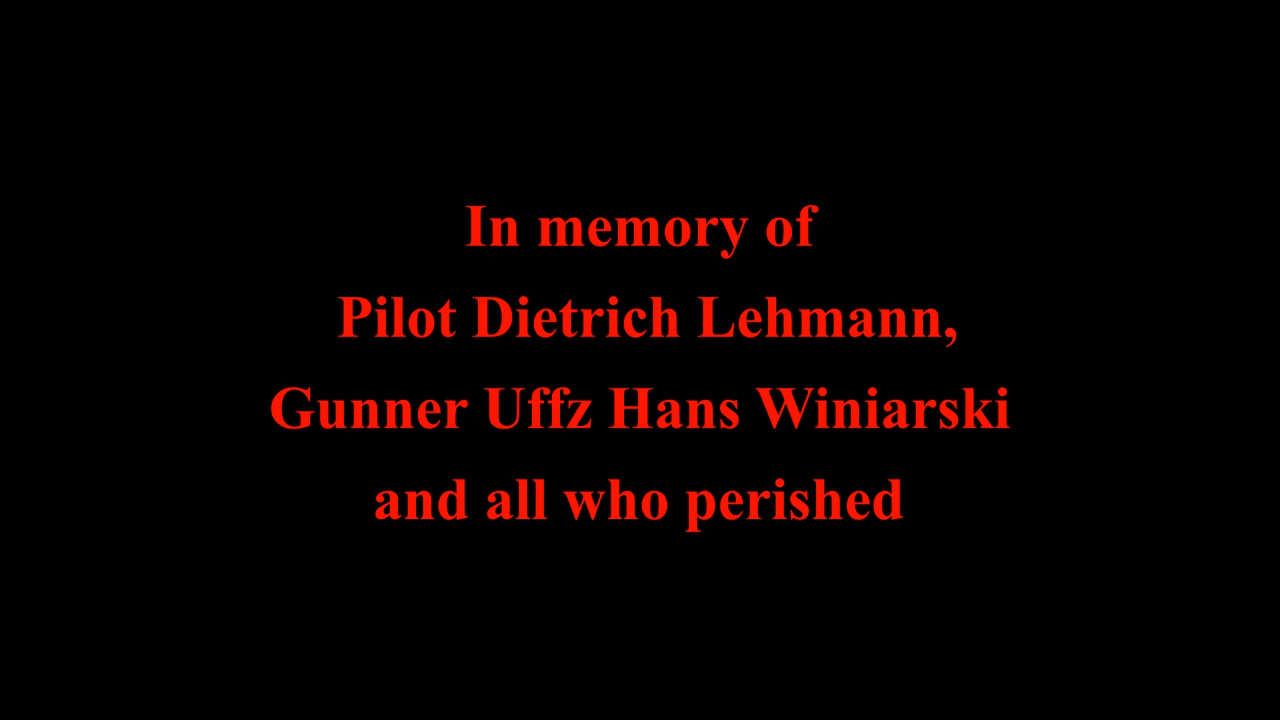 In memory of
Pilot Dietrich Lehmann,
Gunner Uffz Hans Winiarski
and all who perished